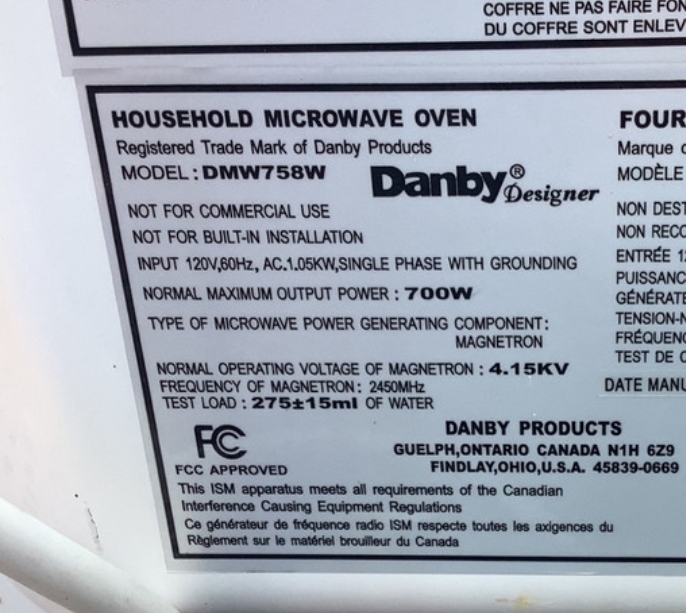 COFFRE NE PAS FAIRE FON
DU COFFRE SONT ENLEV
HOUSEHOLD MICROWAVE OVEN
Registered Trade Mark of Danby Products
MODEL: DMW758W
Danby® Designer
NOT FOR COMMERCIAL USE
NOT FOR BUILT-IN INSTALLATION
INPUT 120V,60Hz, AC.1.05KW,SINGLE PHASE WITH GROUNDING
NORMAL MAXIMUM OUTPUT POWER : 700W
TYPE OF MICROWAVE POWER GENERATING COMPONENT:
MAGNETRON
NORMAL OPERATING VOLTAGE OF MAGNETRON : 4.15KV
FREQUENCY OF MAGNETRON: 2450MHz
TEST LOAD : 275±15ml OF WATER
FC
FCC APPROVED
DANBY PRODUCTS
GUELPH,ONTARIO CANADA N1H 6Z9
FINDLAY,OHIO,U.S.A. 45839-0669
This ISM apparatus meets all requirements of the Canadian
Interference Causing Equipment Regulations
Ce générateur de fréquence radio ISM respecte toutes les axigences du
Règlement sur le matériel brouilleur du Canada
FOUR
Marque
MODÈLE
NON DEST
NON RECO
ENTRÉE 1
PUISSANC
GÉNÉRATE
TENSION-N
FRÉQUENC
TEST DE C
DATE MANU